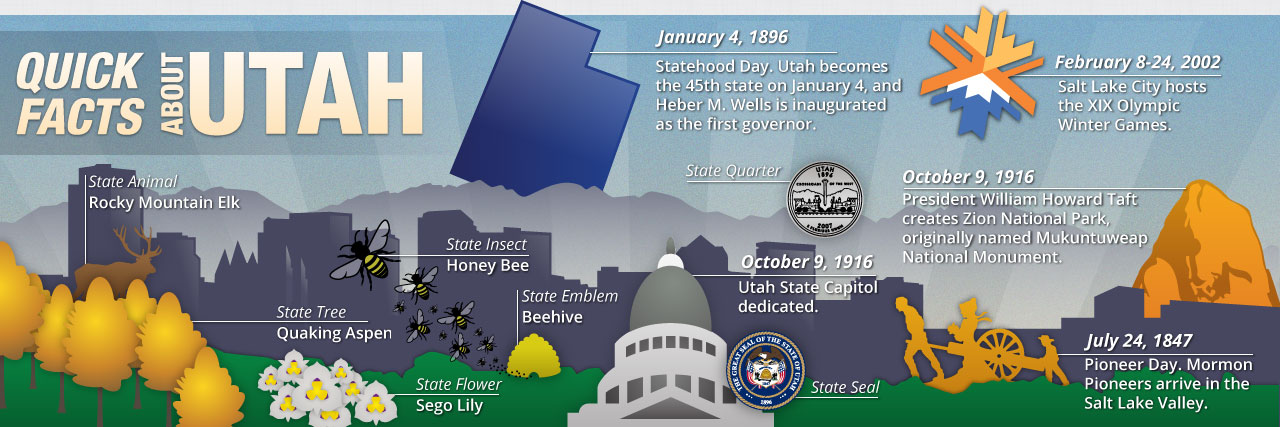 QUICK
FACTS
ABOUT
UTAH
January 4, 1896
Statehood Day. Utah becomes
the 45th state on January 4, and
Heber M. Wells is inaugurated
as the first governor.
February 8-24, 2002
Salt Lake City hosts
the XIX Olympic
Winter Games.
State Animal
Rocky Mountain Elk
State Quarter
UTAH
1896
CROSSROADS OF THE WEST
2007
E PLURIBUS UNUM
October 9, 1916
President William Howard Taft
creates Zion National Park,
originally named Mukuntuweap
National Monument.
State Insect
Honey Bee
October 9, 1916
Utah State Capitol
dedicated.
State Emblem
Beehive
State Tree
Quaking Aspen
July 24, 1847
Pioneer Day. Mormon
Pioneers arrive in the
Salt Lake Valley.
State Flower
Sego Lily
THE GREAT SEAL OF THE STATE OF UTAH
1896
State Seal